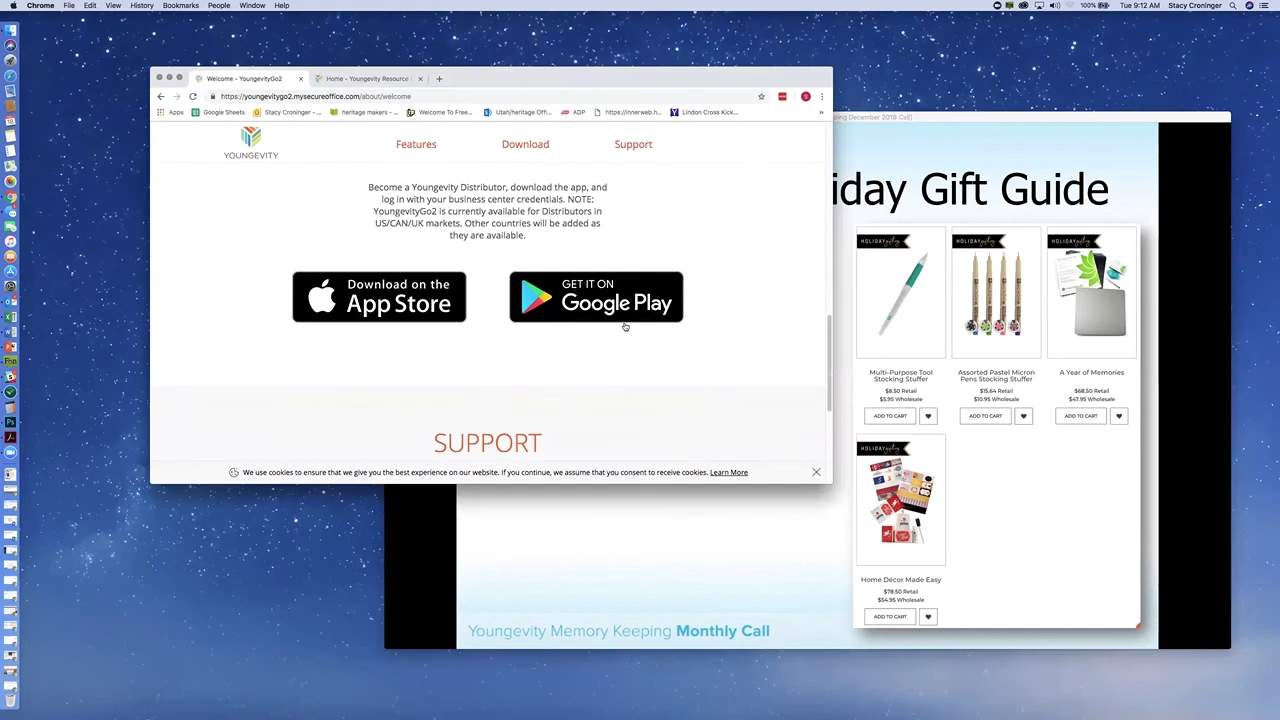 Chrome File Edit View History Bookmarks People Window Help
100% Tue 9:12 AM Stacy Croninger
Welcome - YoungevityGo2
Home - Youngevity Resource
https://youngevitygo2.mysecureoffice.com/about/welcome
Apps Google Sheets Stacy Croninger - ... heritage makers - ... Welcome To Free... Utah/heritage Offi... ADP https://innerweb.h... Lindon Cross Kick...
YOUNGEVITY
Features Download Support
Become a Youngevity Distributor, download the app, and
log in with your business center credentials. NOTE:
YoungevityGo2 is currently available for Distributors in
US/CAN/UK markets. Other countries will be added as
they are available.
Download on the
App Store
GET IT ON
Google Play
SUPPORT
We use cookies to ensure that we give you the best experience on our website. If you continue, we assume that you consent to receive cookies. Learn More
ping December 2018 Call]
iday Gift Guide
HOLIDAY
HOLIDAY
HOLIDAY
Multi-Purpose Tool
Stocking Stuffer
$8.50 Retail
$5.95 Wholesale
ADD TO CART
Assorted Pastel Micron
Pens Stocking Stuffer
$15.64 Retail
$10.95 Wholesale
ADD TO CART
A Year of Memories
$68.50 Retail
$47.95 Wholesale
ADD TO CART
HOLIDAY
Home Décor Made Easy
$78.50 Retail
$54.95 Wholesale
ADD TO CART
Youngevity Memory Keeping Monthly Call